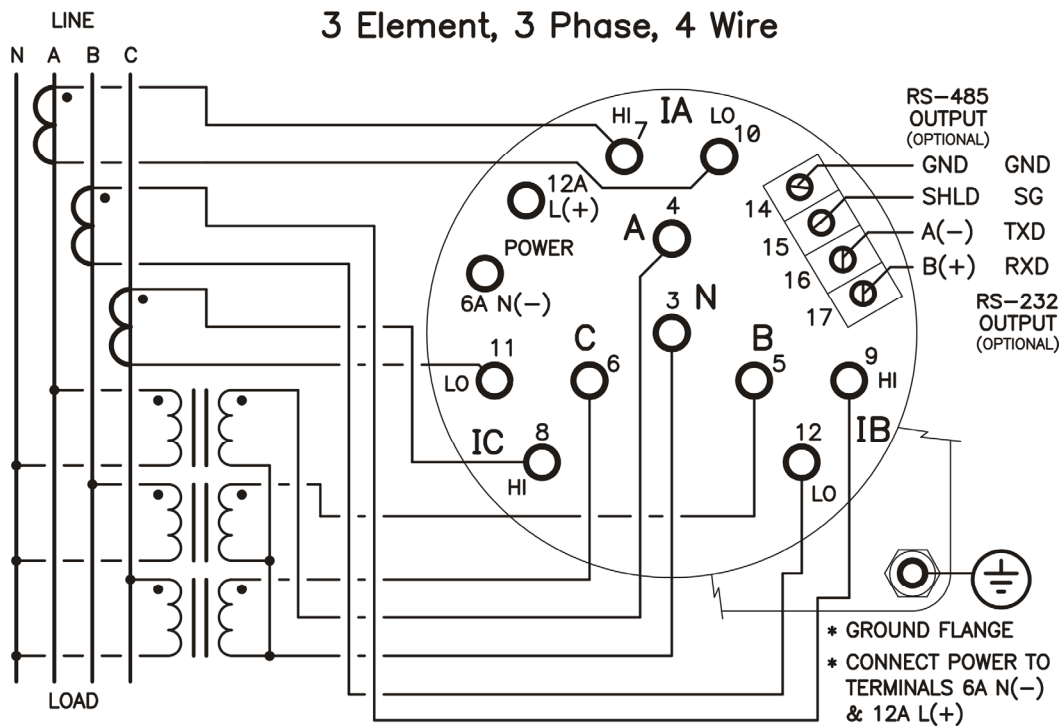 3 Element, 3 Phase, 4 Wire
LINE
N A B C
RS-485
OUTPUT
(OPTIONAL)
HI 7 IA LO 10
GND GND
SHLD SG
A(-) TXD
B(+) RXD
14
15
16
17
RS-232
OUTPUT
(OPTIONAL)
12A
L(+)
A 4
POWER
6A N(-)
3 N
11
LO
C
6
B
5
9
HI
IC
8
HI
12
LO
IB
* GROUND FLANGE
* CONNECT POWER TO
TERMINALS 6A N(-)
& 12A L(+)
LOAD